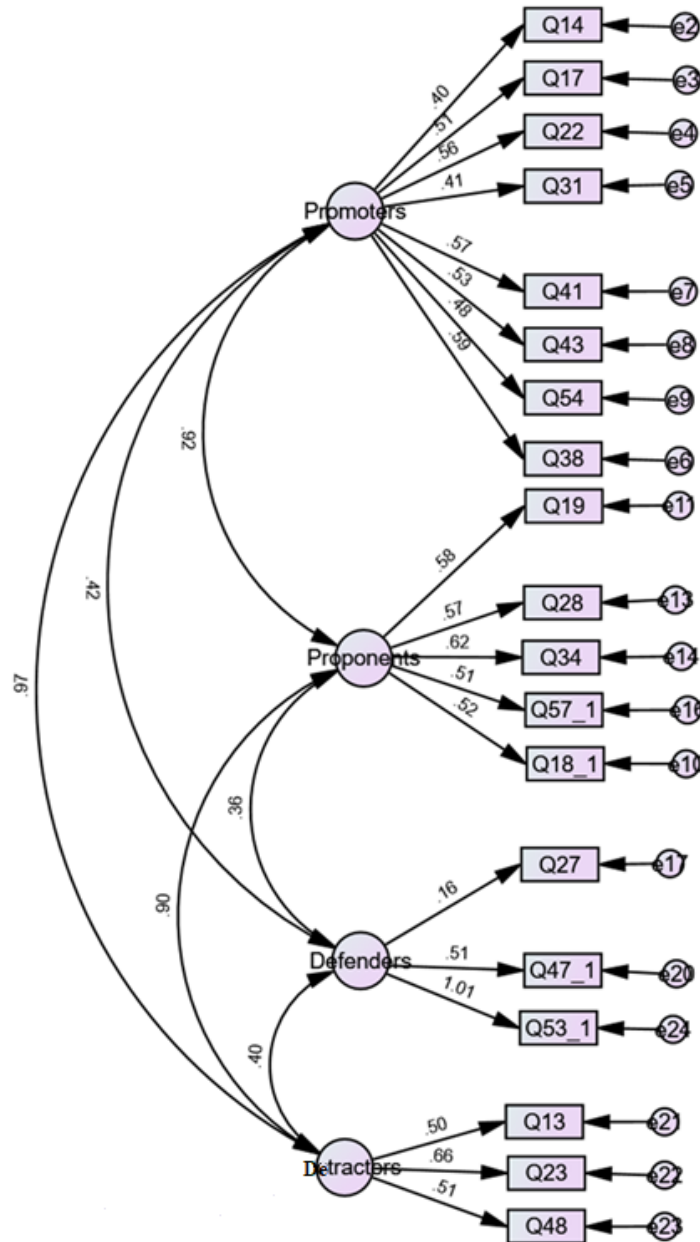 Q14 e2
.40
Q17 e3
.51
Q22 e4
.56
Q31 e5
.41
Promoters
.57
Q41 e7
.53
Q43 e8
.48
Q54 e9
.59
Q38 e6
Q19 e11
.92
.58
Q28 e13
.57
.42
.62
Proponents Q34 e14
.97
.51
Q57_1 e16
.52
Q18_1 e10
.36
Q27 e17
.16
.90
.51
Defenders Q47_1 e20
1.01
Q53_1 e24
.40
Q13 e21
.50
.66
Detractors Q23 e22
.51
Q48 e23